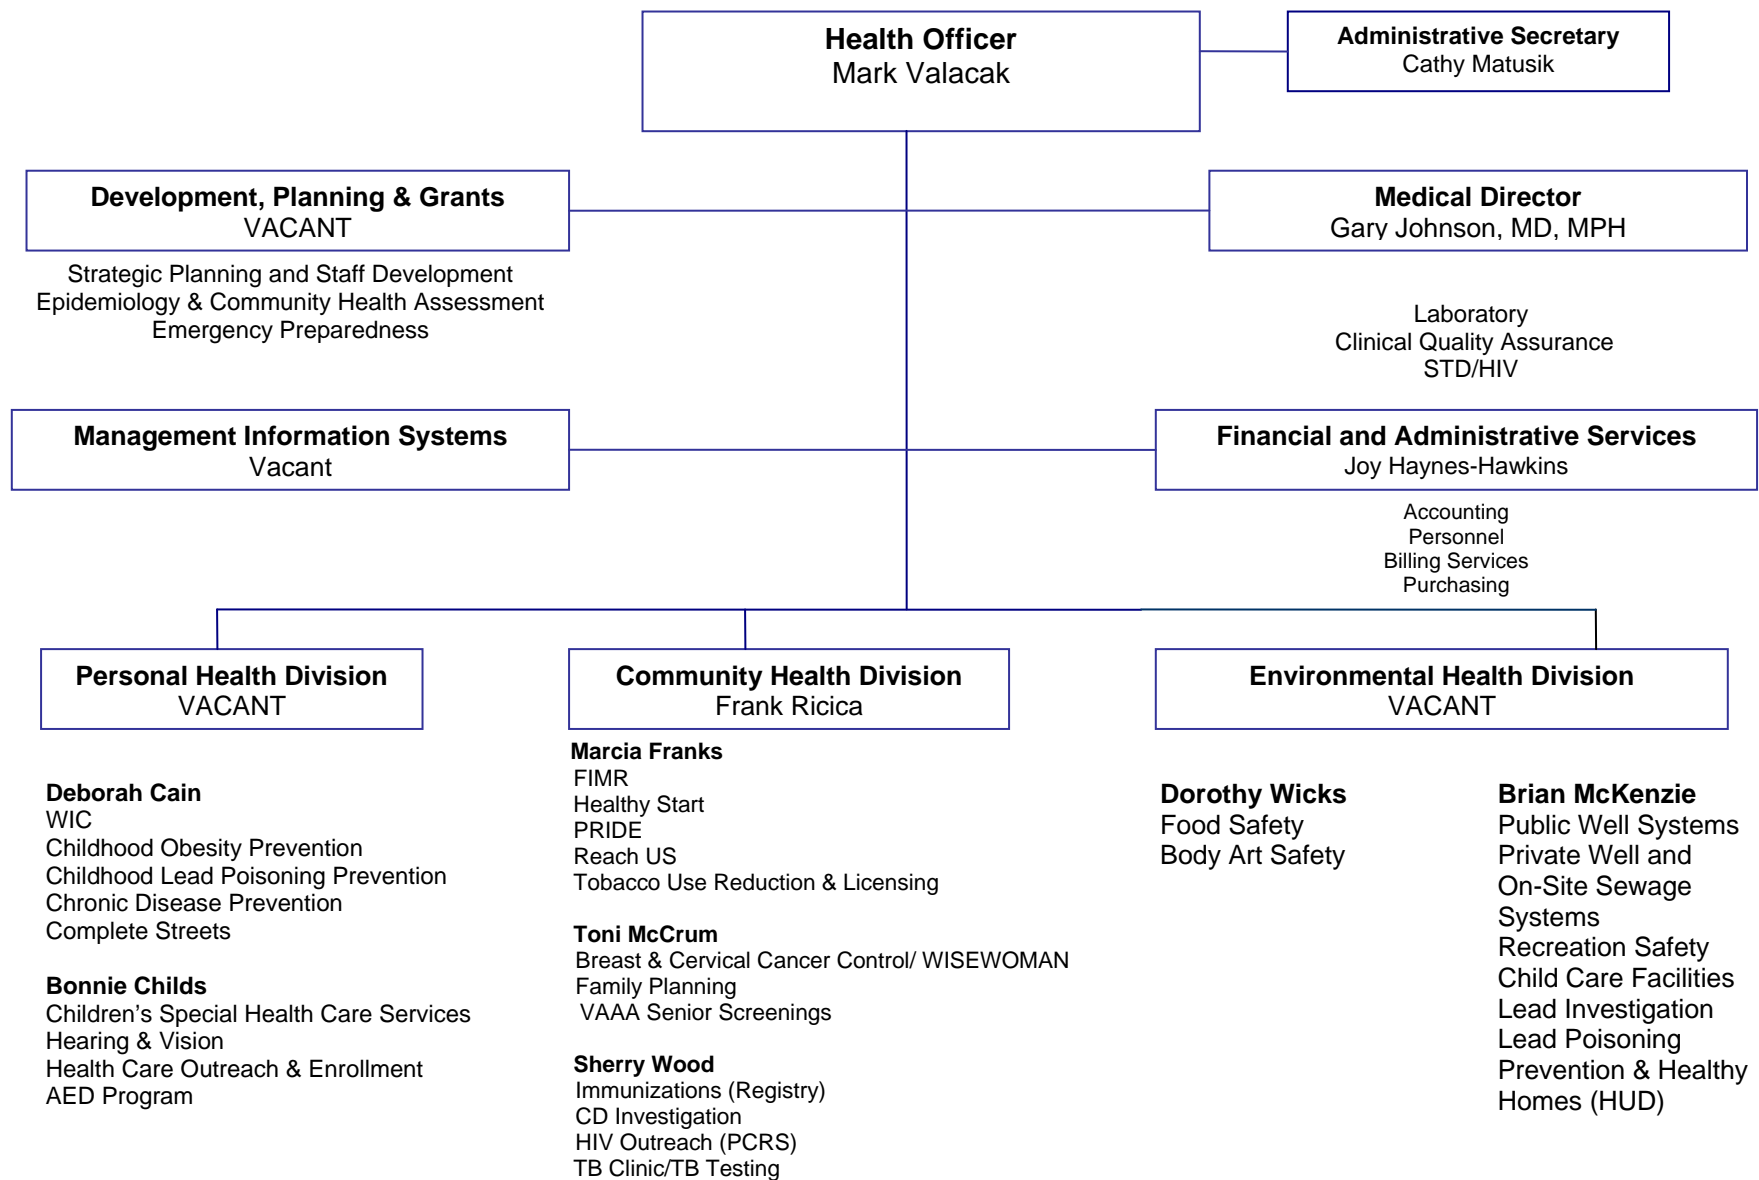 Health Officer
Mark Valacak
Administrative Secretary
Cathy Matusik
Development, Planning & Grants
VACANT
Strategic Planning and Staff Development
Epidemiology & Community Health Assessment
Emergency Preparedness
Medical Director
Gary Johnson, MD, MPH
Laboratory
Clinical Quality Assurance
STD/HIV
Management Information Systems
Vacant
Financial and Administrative Services
Joy Haynes-Hawkins
Accounting
Personnel
Billing Services
Purchasing
Personal Health Division
VACANT
Deborah Cain
WIC
Childhood Obesity Prevention
Childhood Lead Poisoning Prevention
Chronic Disease Prevention
Complete Streets
Bonnie Childs
Children’s Special Health Care Services
Hearing & Vision
Health Care Outreach & Enrollment
AED Program
Community Health Division
Frank Ricica
Marcia Franks
FIMR
Healthy Start
PRIDE
Reach US
Tobacco Use Reduction & Licensing
Toni McCrum
Breast & Cervical Cancer Control/ WISEWOMAN
Family Planning
VAAA Senior Screenings
Sherry Wood
Immunizations (Registry)
CD Investigation
HIV Outreach (PCRS)
TB Clinic/TB Testing
Environmental Health Division
VACANT
Dorothy Wicks
Food Safety
Body Art Safety
Brian McKenzie
Public Well Systems
Private Well and
On-Site Sewage
Systems
Recreation Safety
Child Care Facilities
Lead Investigation
Lead Poisoning
Prevention & Healthy
Homes (HUD)